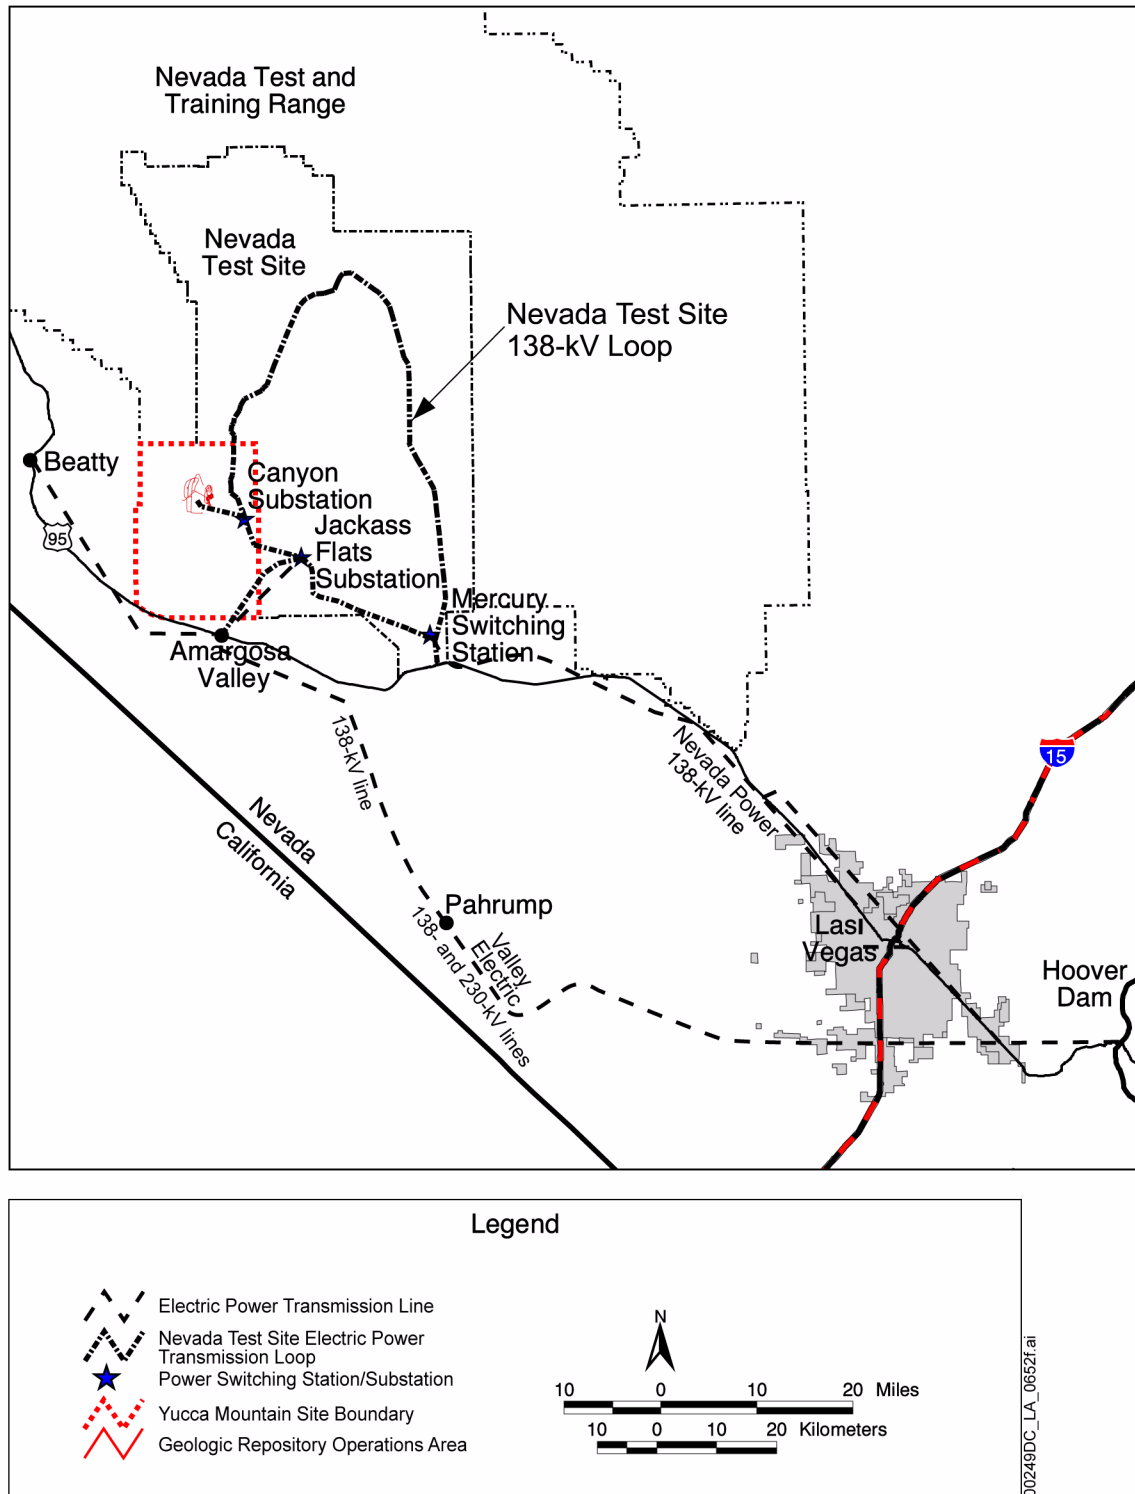 Nevada Test and
Training Range
Nevada
Test Site
Nevada Test Site
138-kV Loop
Beatty
Canyon
Substation
95
Jackass
Flats
Substation
Mercury
Switching
Station
Amargosa
Valley
138-kV line
Nevada Power
138-kV line
15
Nevada
California
Pahrump
Valley
Electric
138- and 230-kV lines
Las
Vegas
Hoover
Dam
Legend
Electric Power Transmission Line
Nevada Test Site Electric Power
Transmission Loop
Power Switching Station/Substation
Yucca Mountain Site Boundary
Geologic Repository Operations Area
N
10 0 10 20 Miles
10 0 10 20 Kilometers
00249DC_LA_0652f.ai